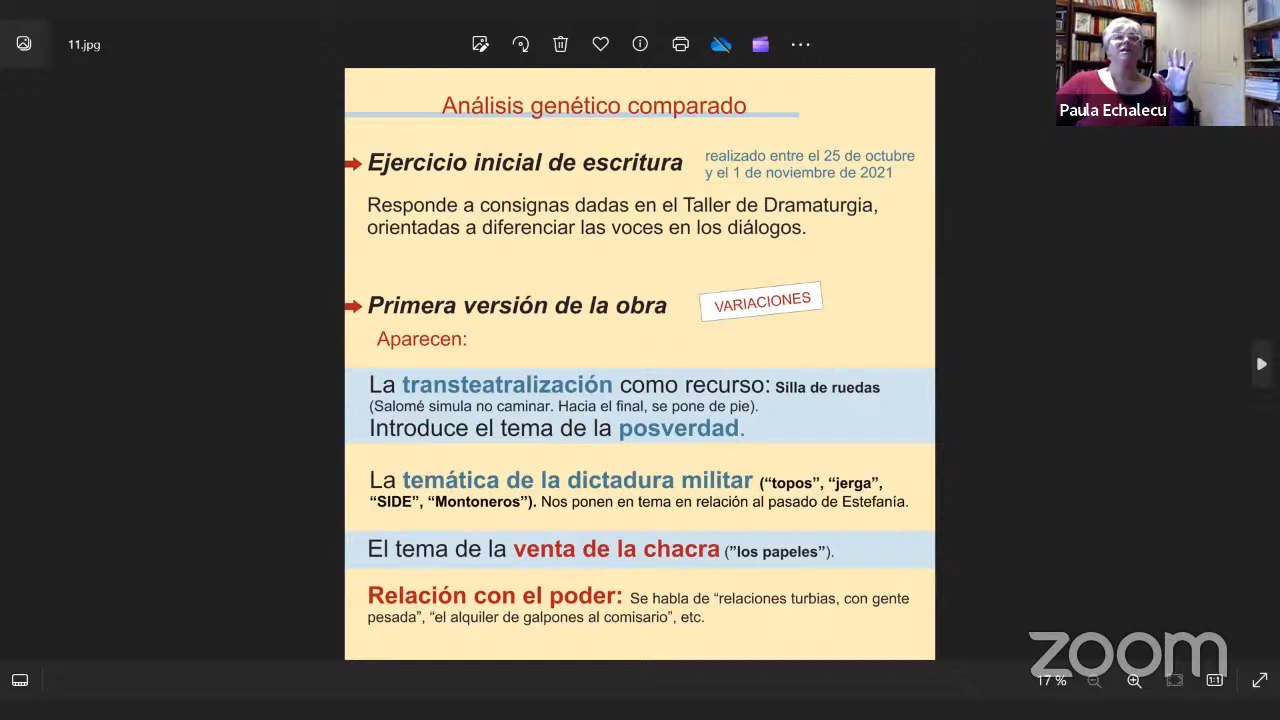 11.jpg
Paula Echalecu
Análisis genético comparado
Ejercicio inicial de escritura
realizado entre el 25 de octubre
y el 1 de noviembre de 2021
Responde a consignas dadas en el Taller de Dramaturgia,
orientadas a diferenciar las voces en los diálogos.
Primera versión de la obra
VARIACIONES
Aparecen:
La transteatralización como recurso: Silla de ruedas
(Salomé simula no caminar. Hacia el final, se pone de pie).
Introduce el tema de la posverdad.
La temática de la dictadura militar (“topos”, “jerga”,
“SIDE”, “Montoneros”). Nos ponen en tema en relación al pasado de Estefanía.
El tema de la venta de la chacra (”los papeles”).
Relación con el poder: Se habla de “relaciones turbias, con gente
pesada”, “el alquiler de galpones al comisario”, etc.
zoom
17 %
1:1